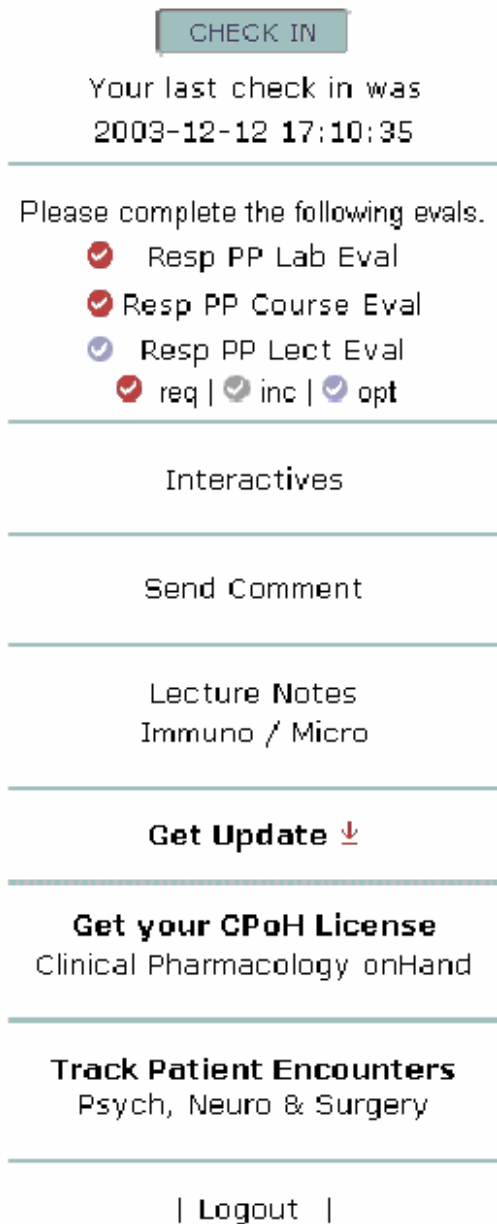 CHECK IN
Your last check in was
2003-12-12 17:10:35
Please complete the following evals.
Resp PP Lab Eval
Resp PP Course Eval
Resp PP Lect Eval
req | inc | opt
Interactives
Send Comment
Lecture Notes
Immuno / Micro
Get Update
Get your CPoH License
Clinical Pharmacology onHand
Track Patient Encounters
Psych, Neuro & Surgery
| Logout |